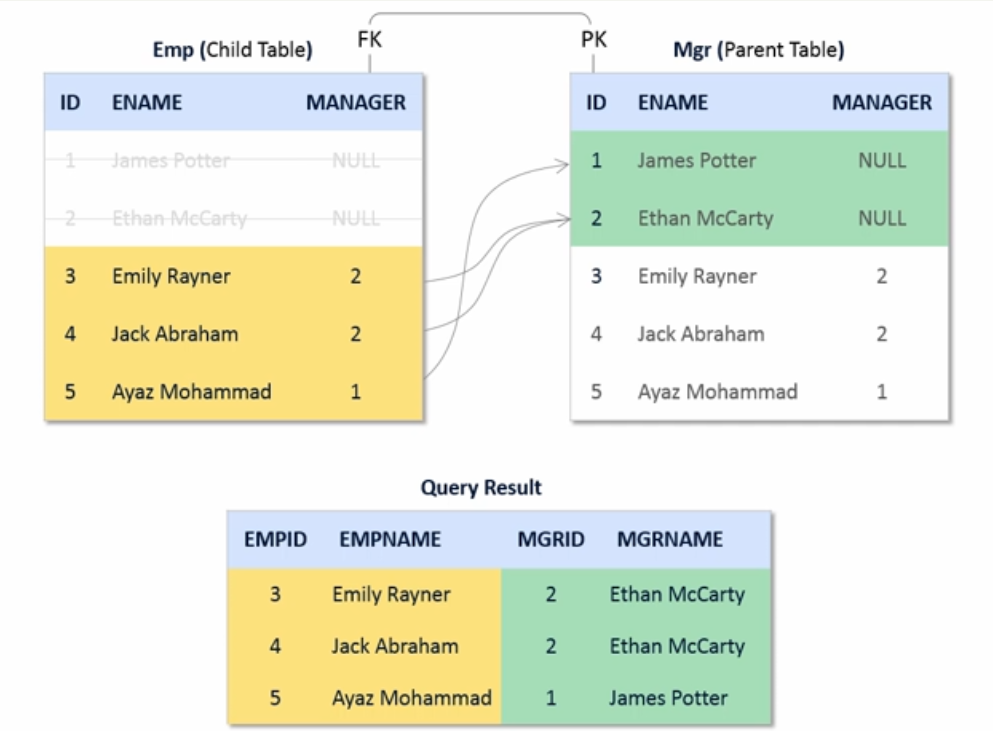 FK PK
Emp (Child Table) Mgr (Parent Table)
ID ENAME MANAGER
1 James Potter NULL
2 Ethan McCarty NULL
3 Emily Rayner 2
4 Jack Abraham 2
5 Ayaz Mohammad 1
ID ENAME MANAGER
1 James Potter NULL
2 Ethan McCarty NULL
3 Emily Rayner 2
4 Jack Abraham 2
5 Ayaz Mohammad 1
Query Result
EMPID EMPNAME MGRID MGRNAME
3 Emily Rayner 2 Ethan McCarty
4 Jack Abraham 2 Ethan McCarty
5 Ayaz Mohammad 1 James Potter